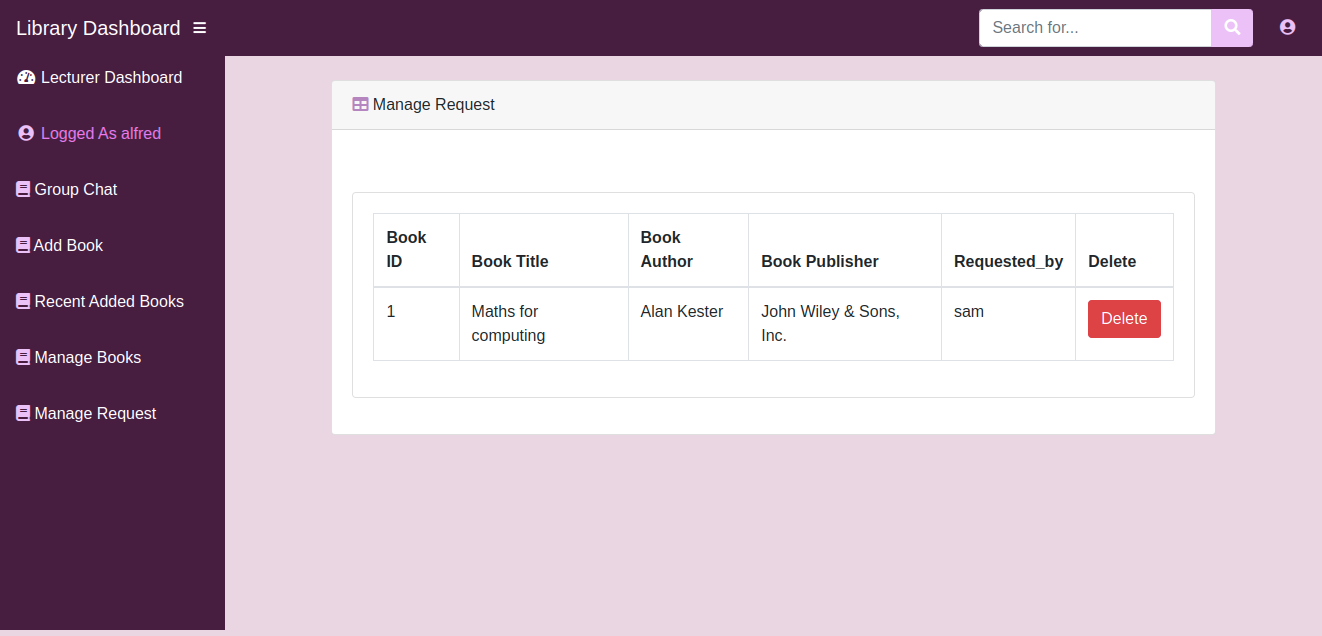 Library Dashboard
Search for...
Lecturer Dashboard
Logged As alfred
Group Chat
Add Book
Recent Added Books
Manage Books
Manage Request
Manage Request
Book ID Book Title Book Author Book Publisher Requested_by Delete
1 Maths for computing Alan Kester John Wiley & Sons, Inc. sam Delete